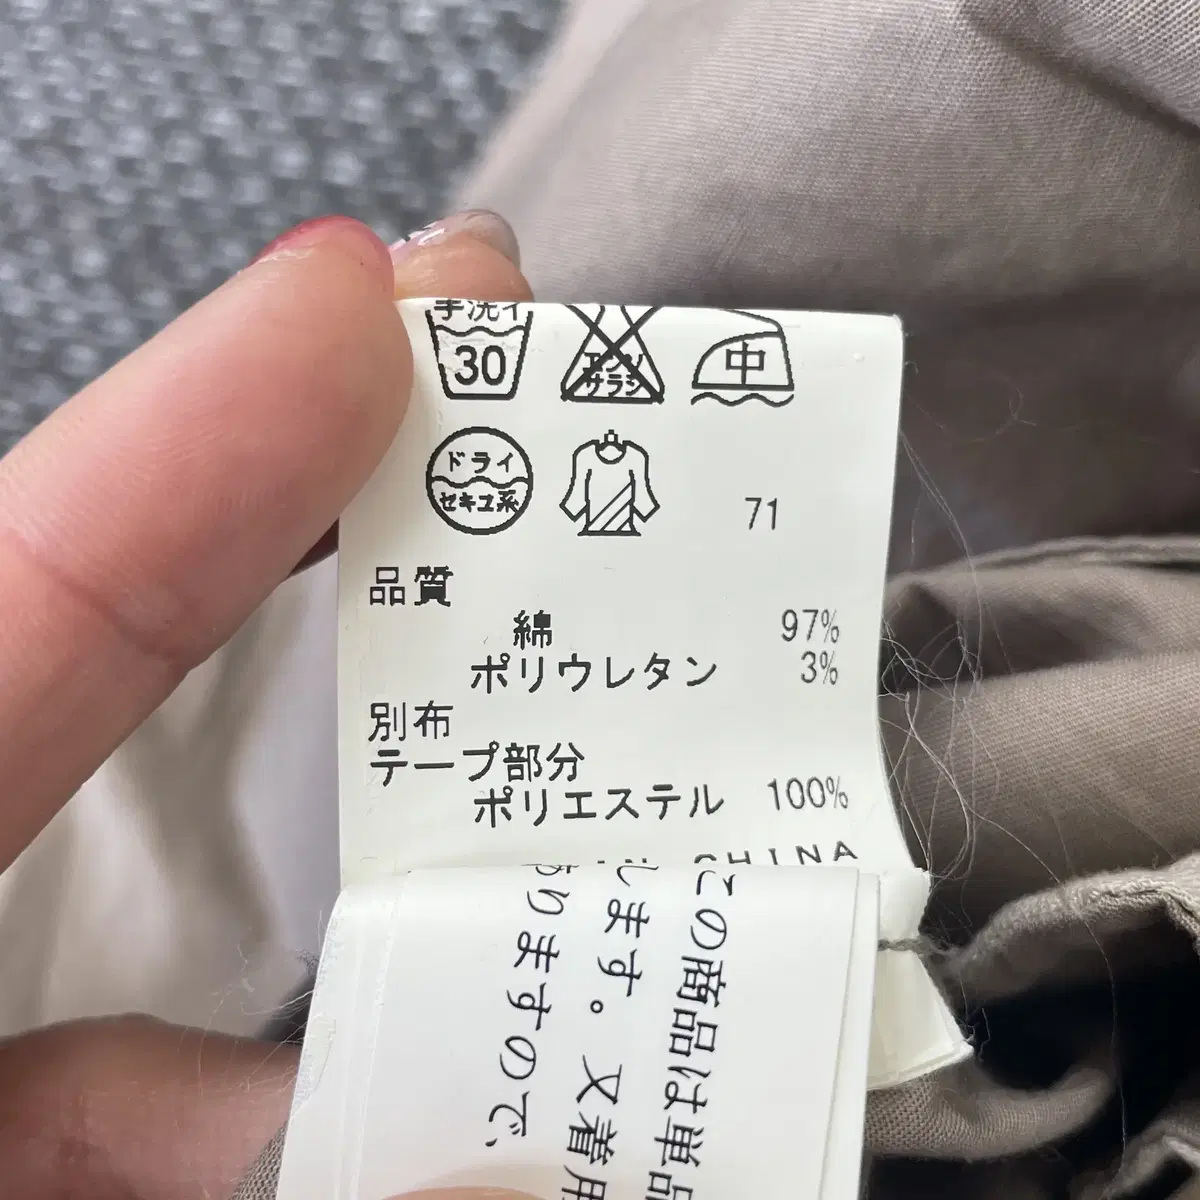 手洗イ
30
エンソ
サラシ
中
ドライ
セキユ系
71
品質
綿 97%
ポリウレタン 3%
別布
テープ部分
ポリエステル 100%
CHINA
この商品は単品
します。又着用
ありますので、